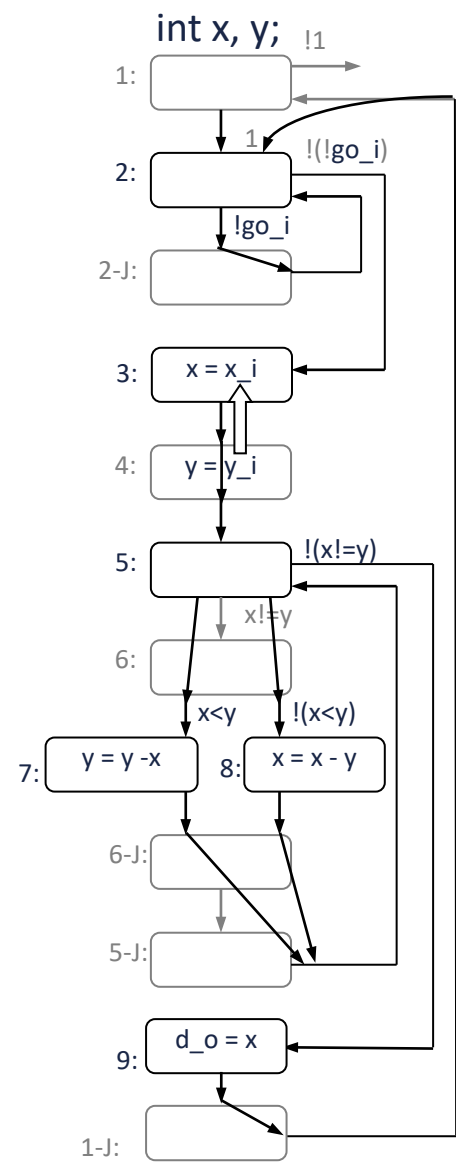 int x, y;
!1
1:
1
!(!go_i)
2:
!go_i
2-J:
3:
x = x_i
4:
y = y_i
5:
!(x!=y)
x!=y
6:
x<y
!(x<y)
7:
y = y -x
8:
x = x - y
6-J:
5-J:
d_o = x
9:
1-J: